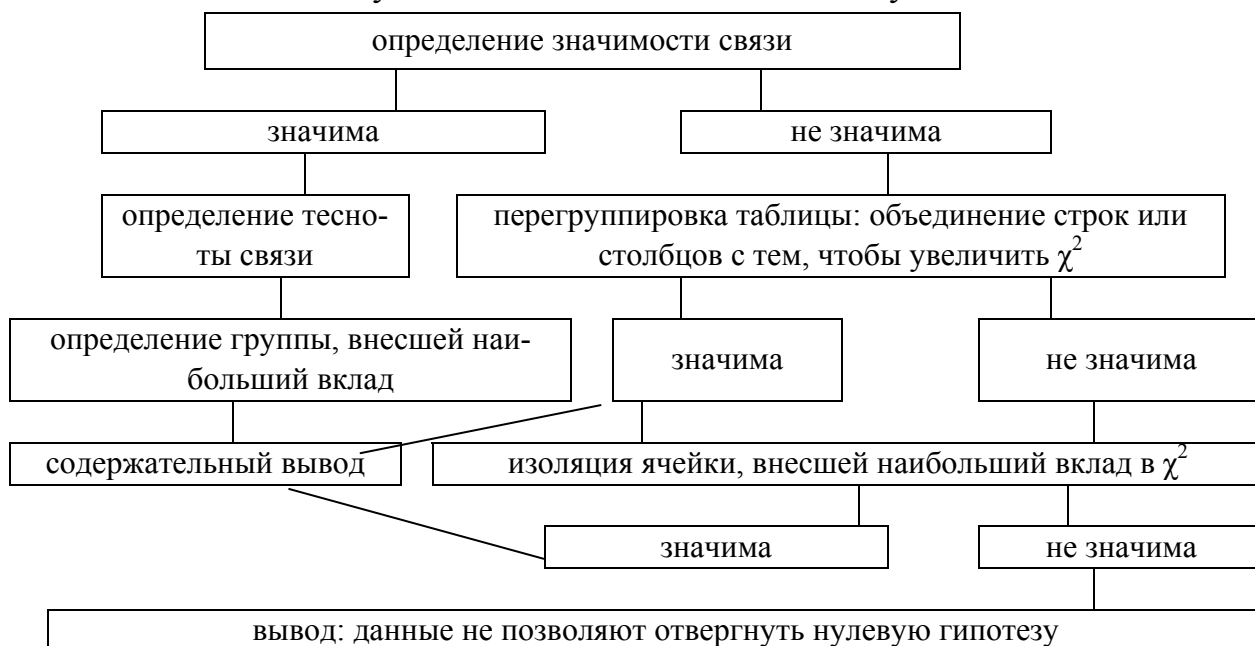 определение значимости связи
значима
не значима
определение тесно-
ты связи
перегруппировка таблицы: объединение строк или
столбцов с тем, чтобы увеличить χ²
определение группы, внесшей наи-
больший вклад
значима
не значима
содержательный вывод
изоляция ячейки, внесшей наибольший вклад в χ²
значима
не значима
вывод: данные не позволяют отвергнуть нулевую гипотезу